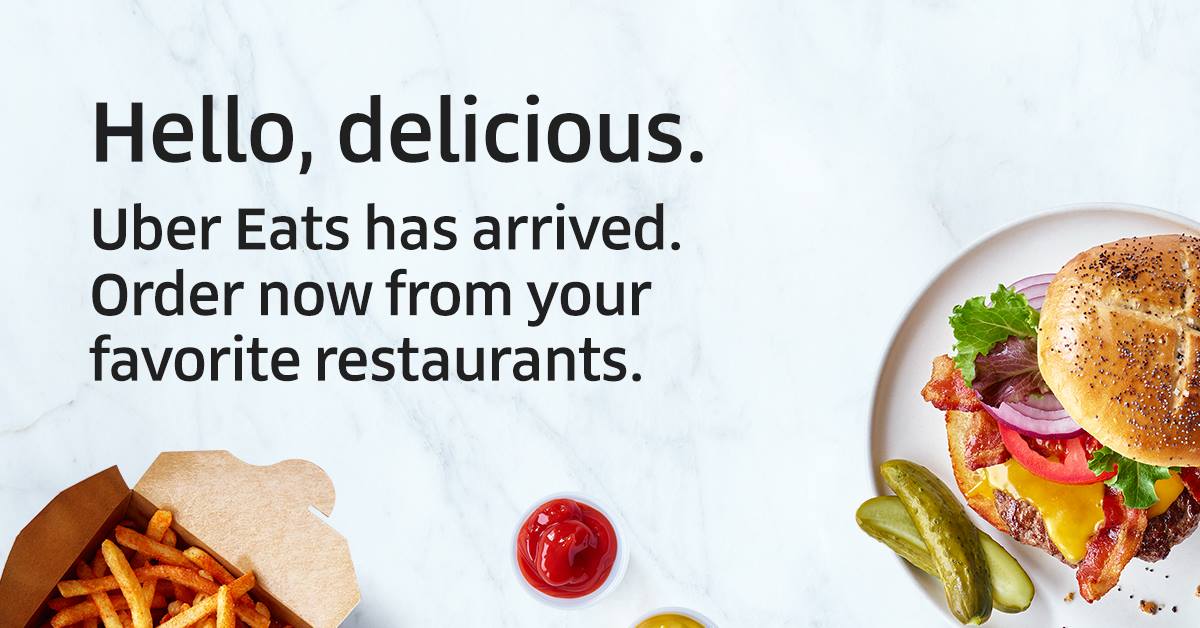 Hello, delicious.
Uber Eats has arrived.
Order now from your
favorite restaurants.